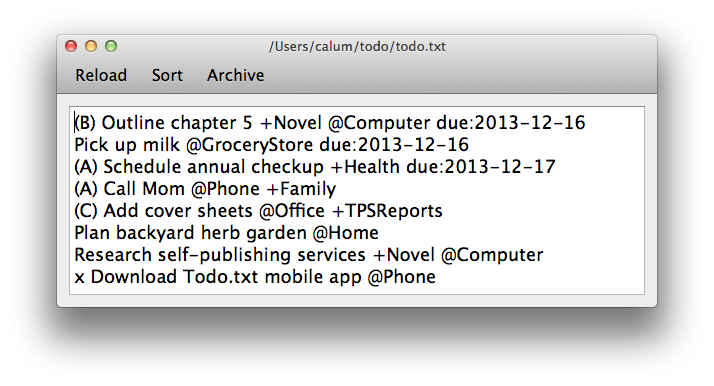 /Users/calum/todo/todo.txt
Reload Sort Archive
(B) Outline chapter 5 +Novel @Computer due:2013-12-16
Pick up milk @GroceryStore due:2013-12-16
(A) Schedule annual checkup +Health due:2013-12-17
(A) Call Mom @Phone +Family
(C) Add cover sheets @Office +TPSReports
Plan backyard herb garden @Home
Research self-publishing services +Novel @Computer
x Download Todo.txt mobile app @Phone